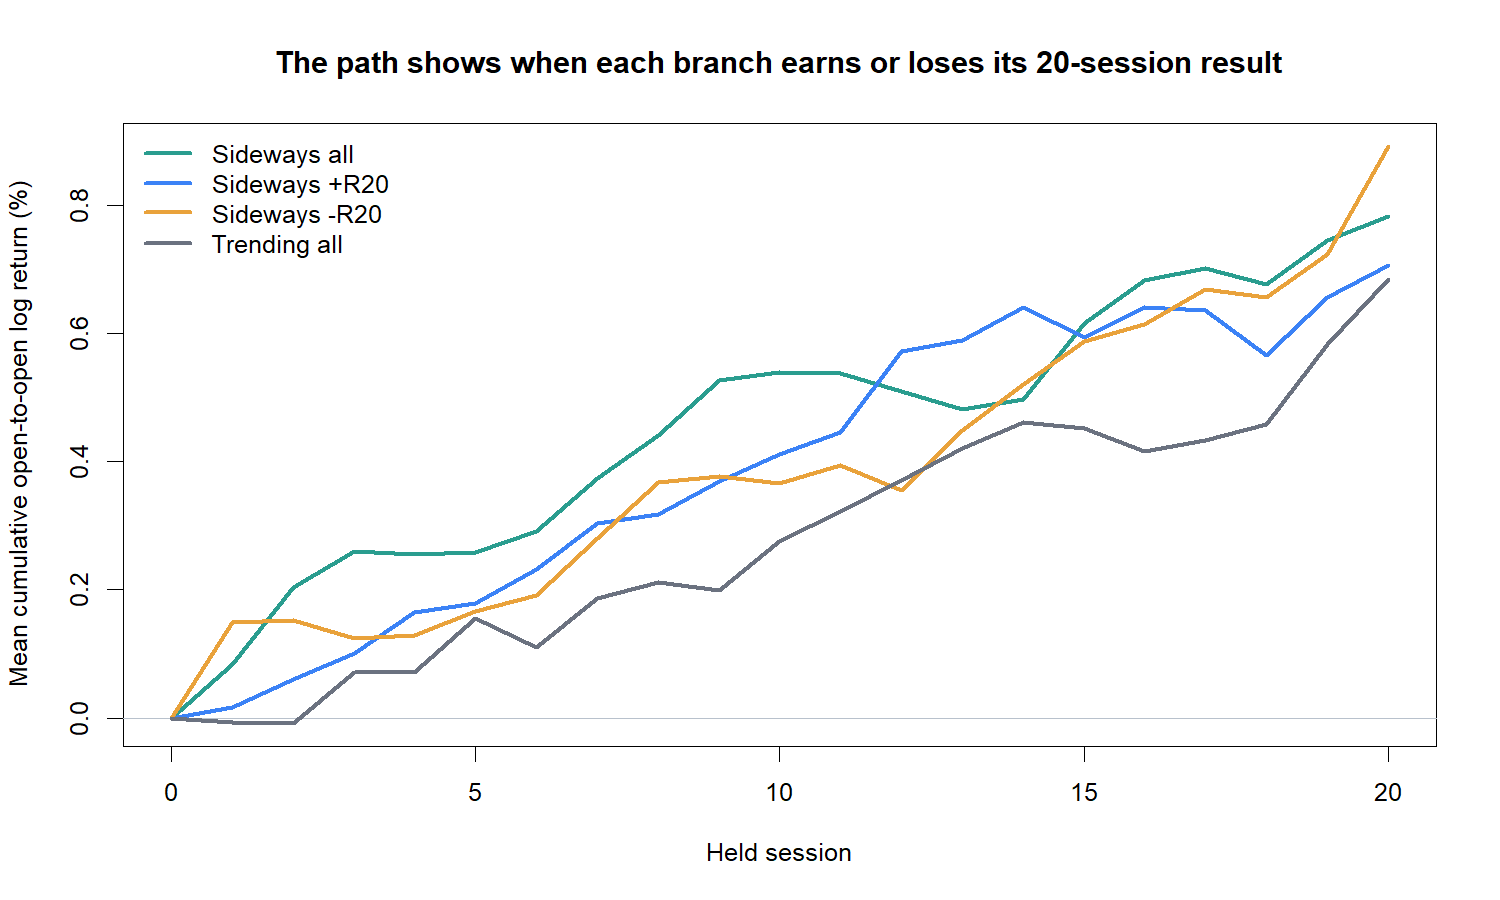 The path shows when each branch earns or loses its 20-session result
Sideways all
Sideways +R20
Sideways -R20
Trending all
Mean cumulative open-to-open log return (%)
0.8
0.6
0.4
0.2
0.0
0 5 10 15 20
Held session